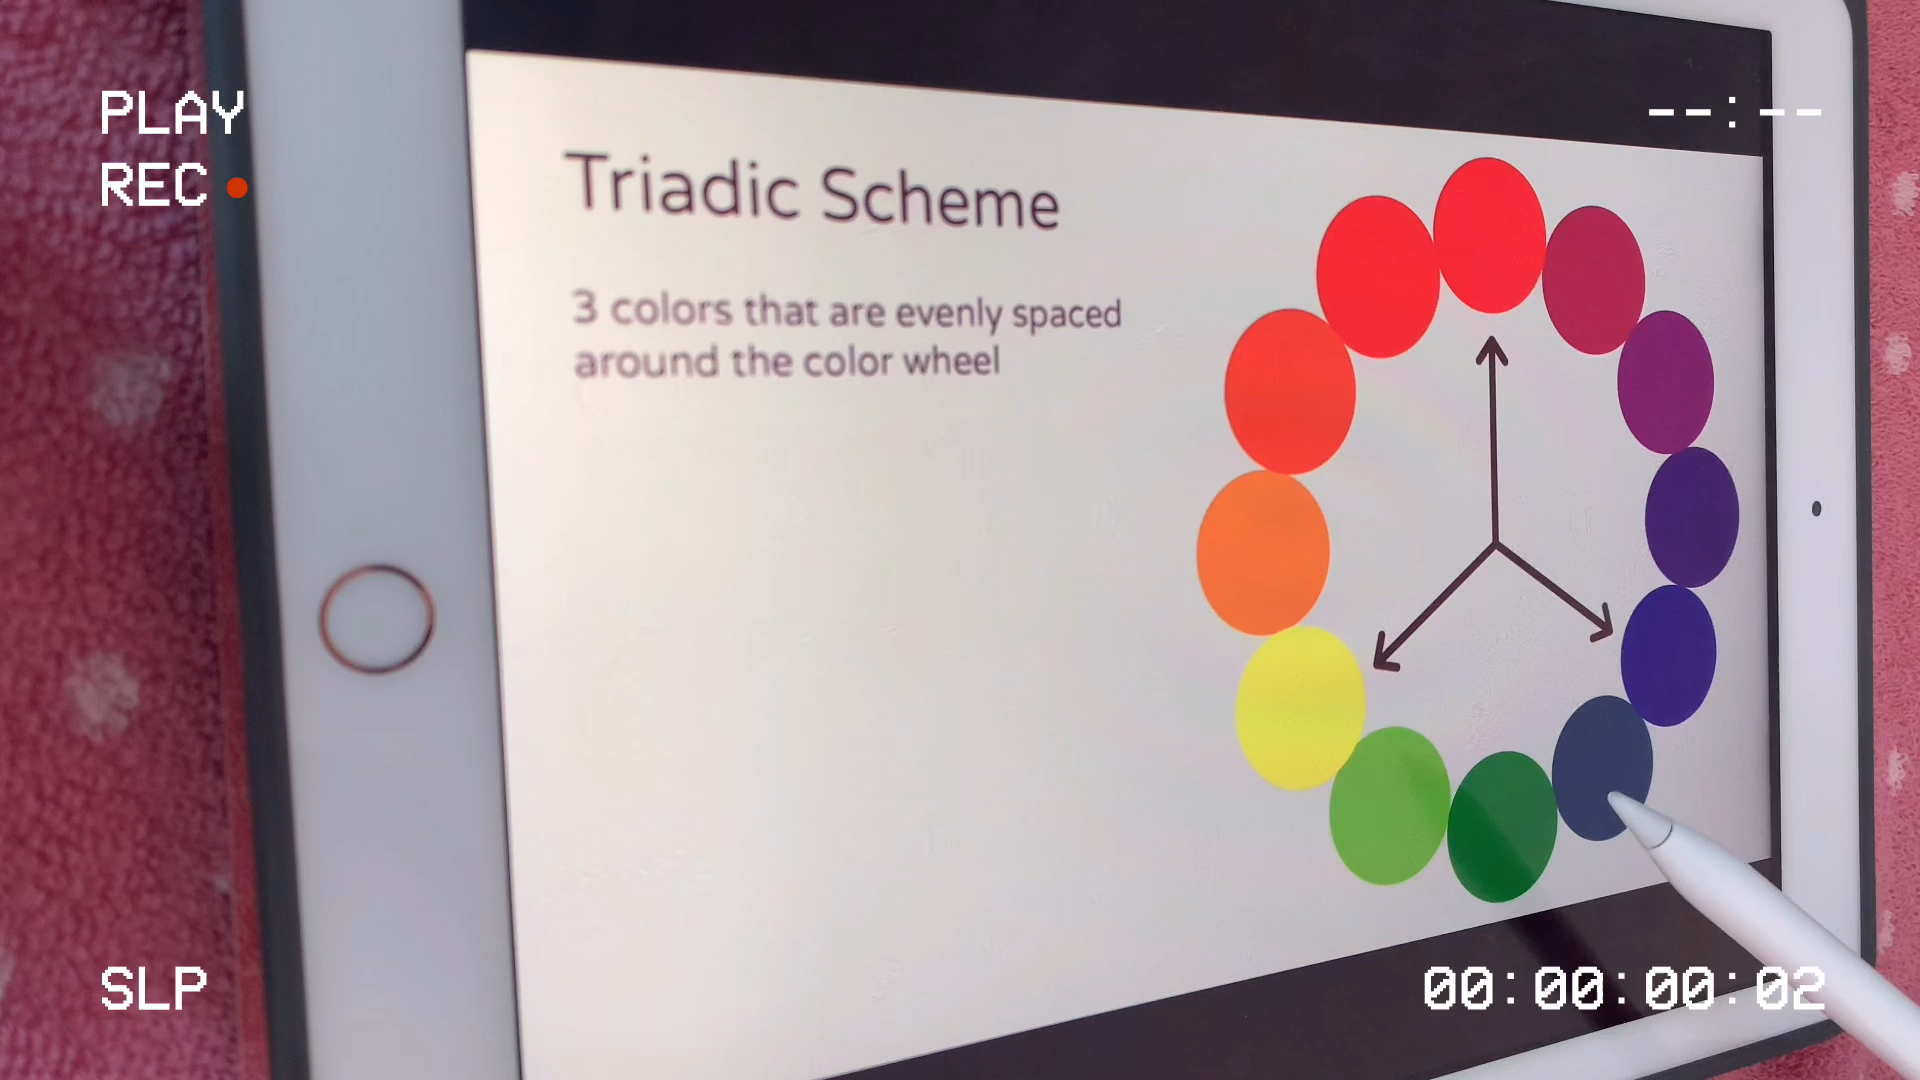 PLAY
REC
--:--
Triadic Scheme
3 colors that are evenly spaced
around the color wheel
SLP
00:00:00:02